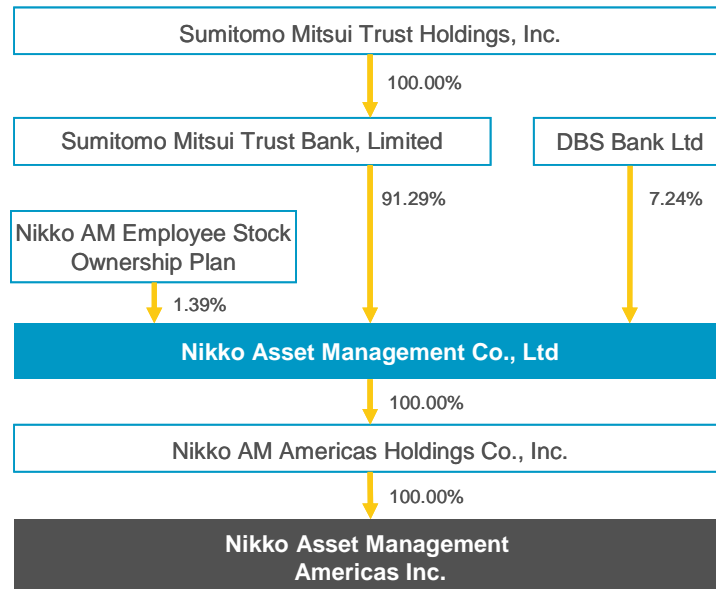 Sumitomo Mitsui Trust Holdings, Inc.
100.00%
Sumitomo Mitsui Trust Bank, Limited
DBS Bank Ltd
91.29%
7.24%
Nikko AM Employee Stock
Ownership Plan
1.39%
Nikko Asset Management Co., Ltd
100.00%
Nikko AM Americas Holdings Co., Inc.
100.00%
Nikko Asset Management
Americas Inc.